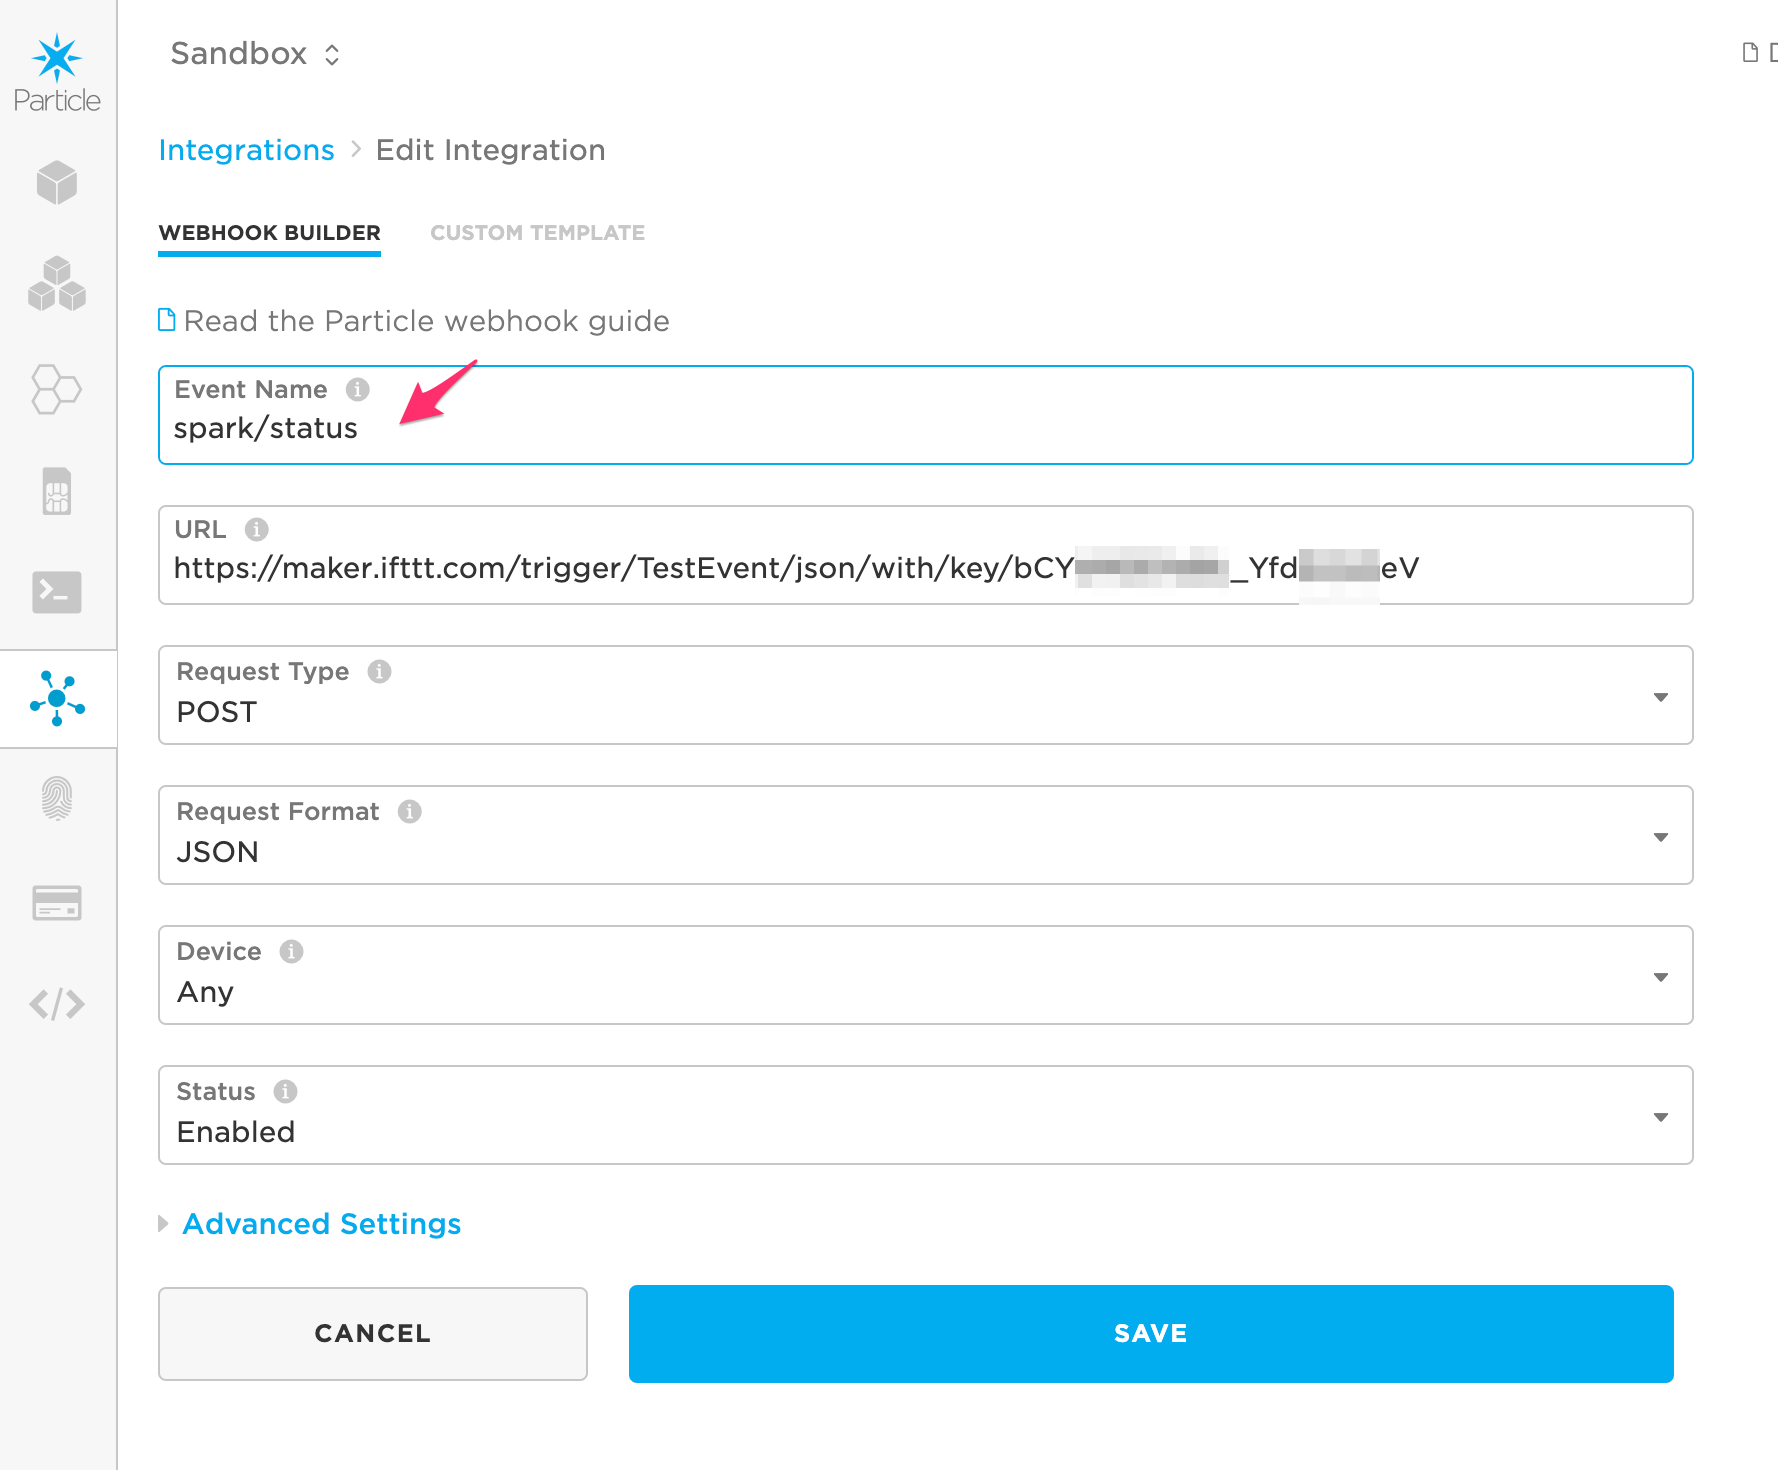 Particle
Sandbox
Integrations > Edit Integration
WEBHOOK BUILDER CUSTOM TEMPLATE
Read the Particle webhook guide
Event Name
spark/status
URL
https://maker.ifttt.com/trigger/TestEvent/json/with/key/bCY _Yfd eV
Request Type
POST
Request Format
JSON
Device
Any
Status
Enabled
Advanced Settings
CANCEL SAVE